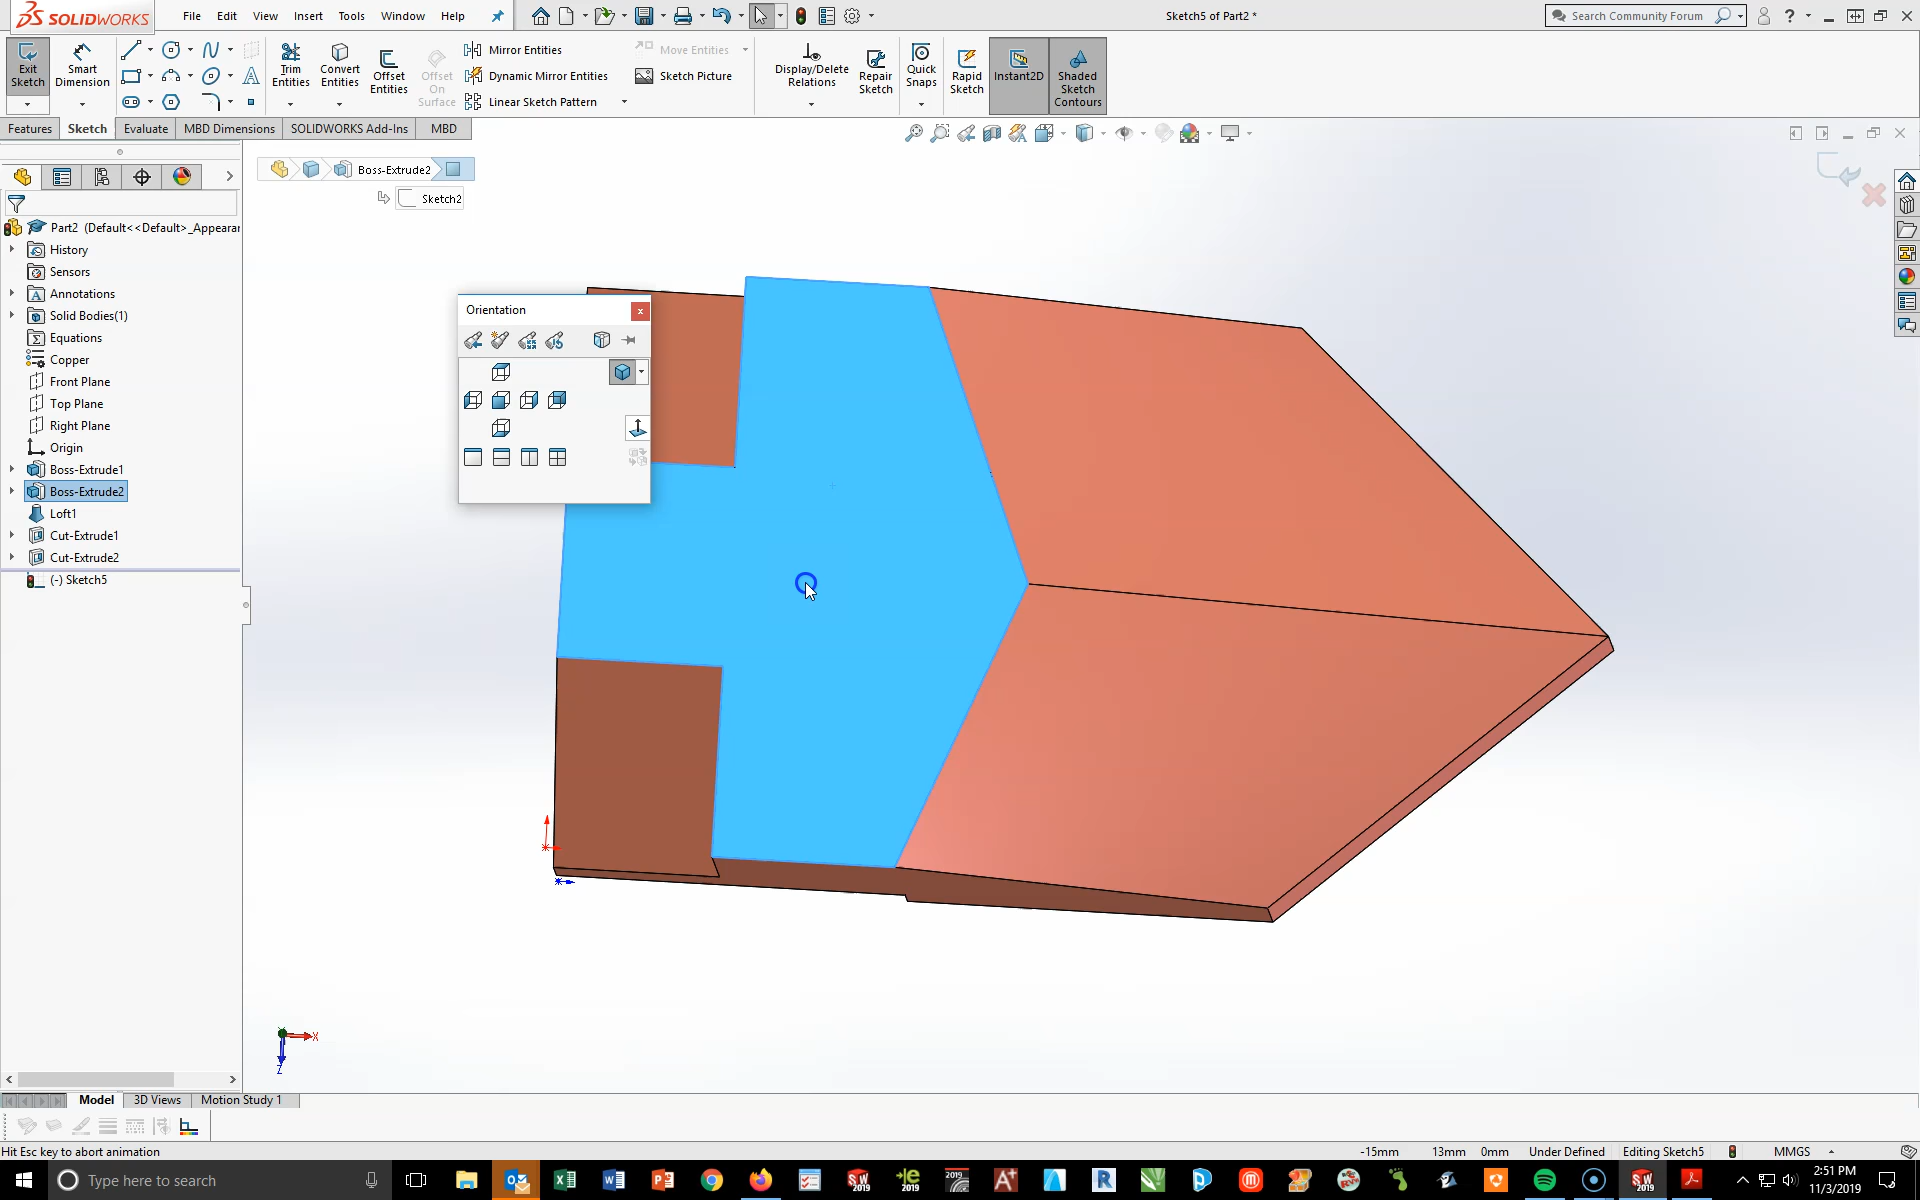 SOLIDWORKS
File Edit View Insert Tools Window Help
Sketch5 of Part2 *
Search Community Forum
Exit Sketch
Smart Dimension
Trim Entities
Convert Entities
Offset Entities
Offset On Surface
Mirror Entities
Dynamic Mirror Entities
Linear Sketch Pattern
Move Entities
Sketch Picture
Display/Delete Relations
Repair Sketch
Quick Snaps
Rapid Sketch
Instant2D
Shaded Sketch Contours
Features Sketch Evaluate MBD Dimensions SOLIDWORKS Add-Ins MBD
Boss-Extrude2
Sketch2
Part2 (Default<<Default>_Appearar
History
Sensors
Annotations
Solid Bodies(1)
Equations
Copper
Front Plane
Top Plane
Right Plane
Origin
Boss-Extrude1
Boss-Extrude2
Loft1
Cut-Extrude1
Cut-Extrude2
(-) Sketch5
Orientation
X
Z
Model 3D Views Motion Study 1
Hit Esc key to abort animation
-15mm 13mm 0mm Under Defined Editing Sketch5 MMGS
Type here to search
2:51 PM
11/3/2019